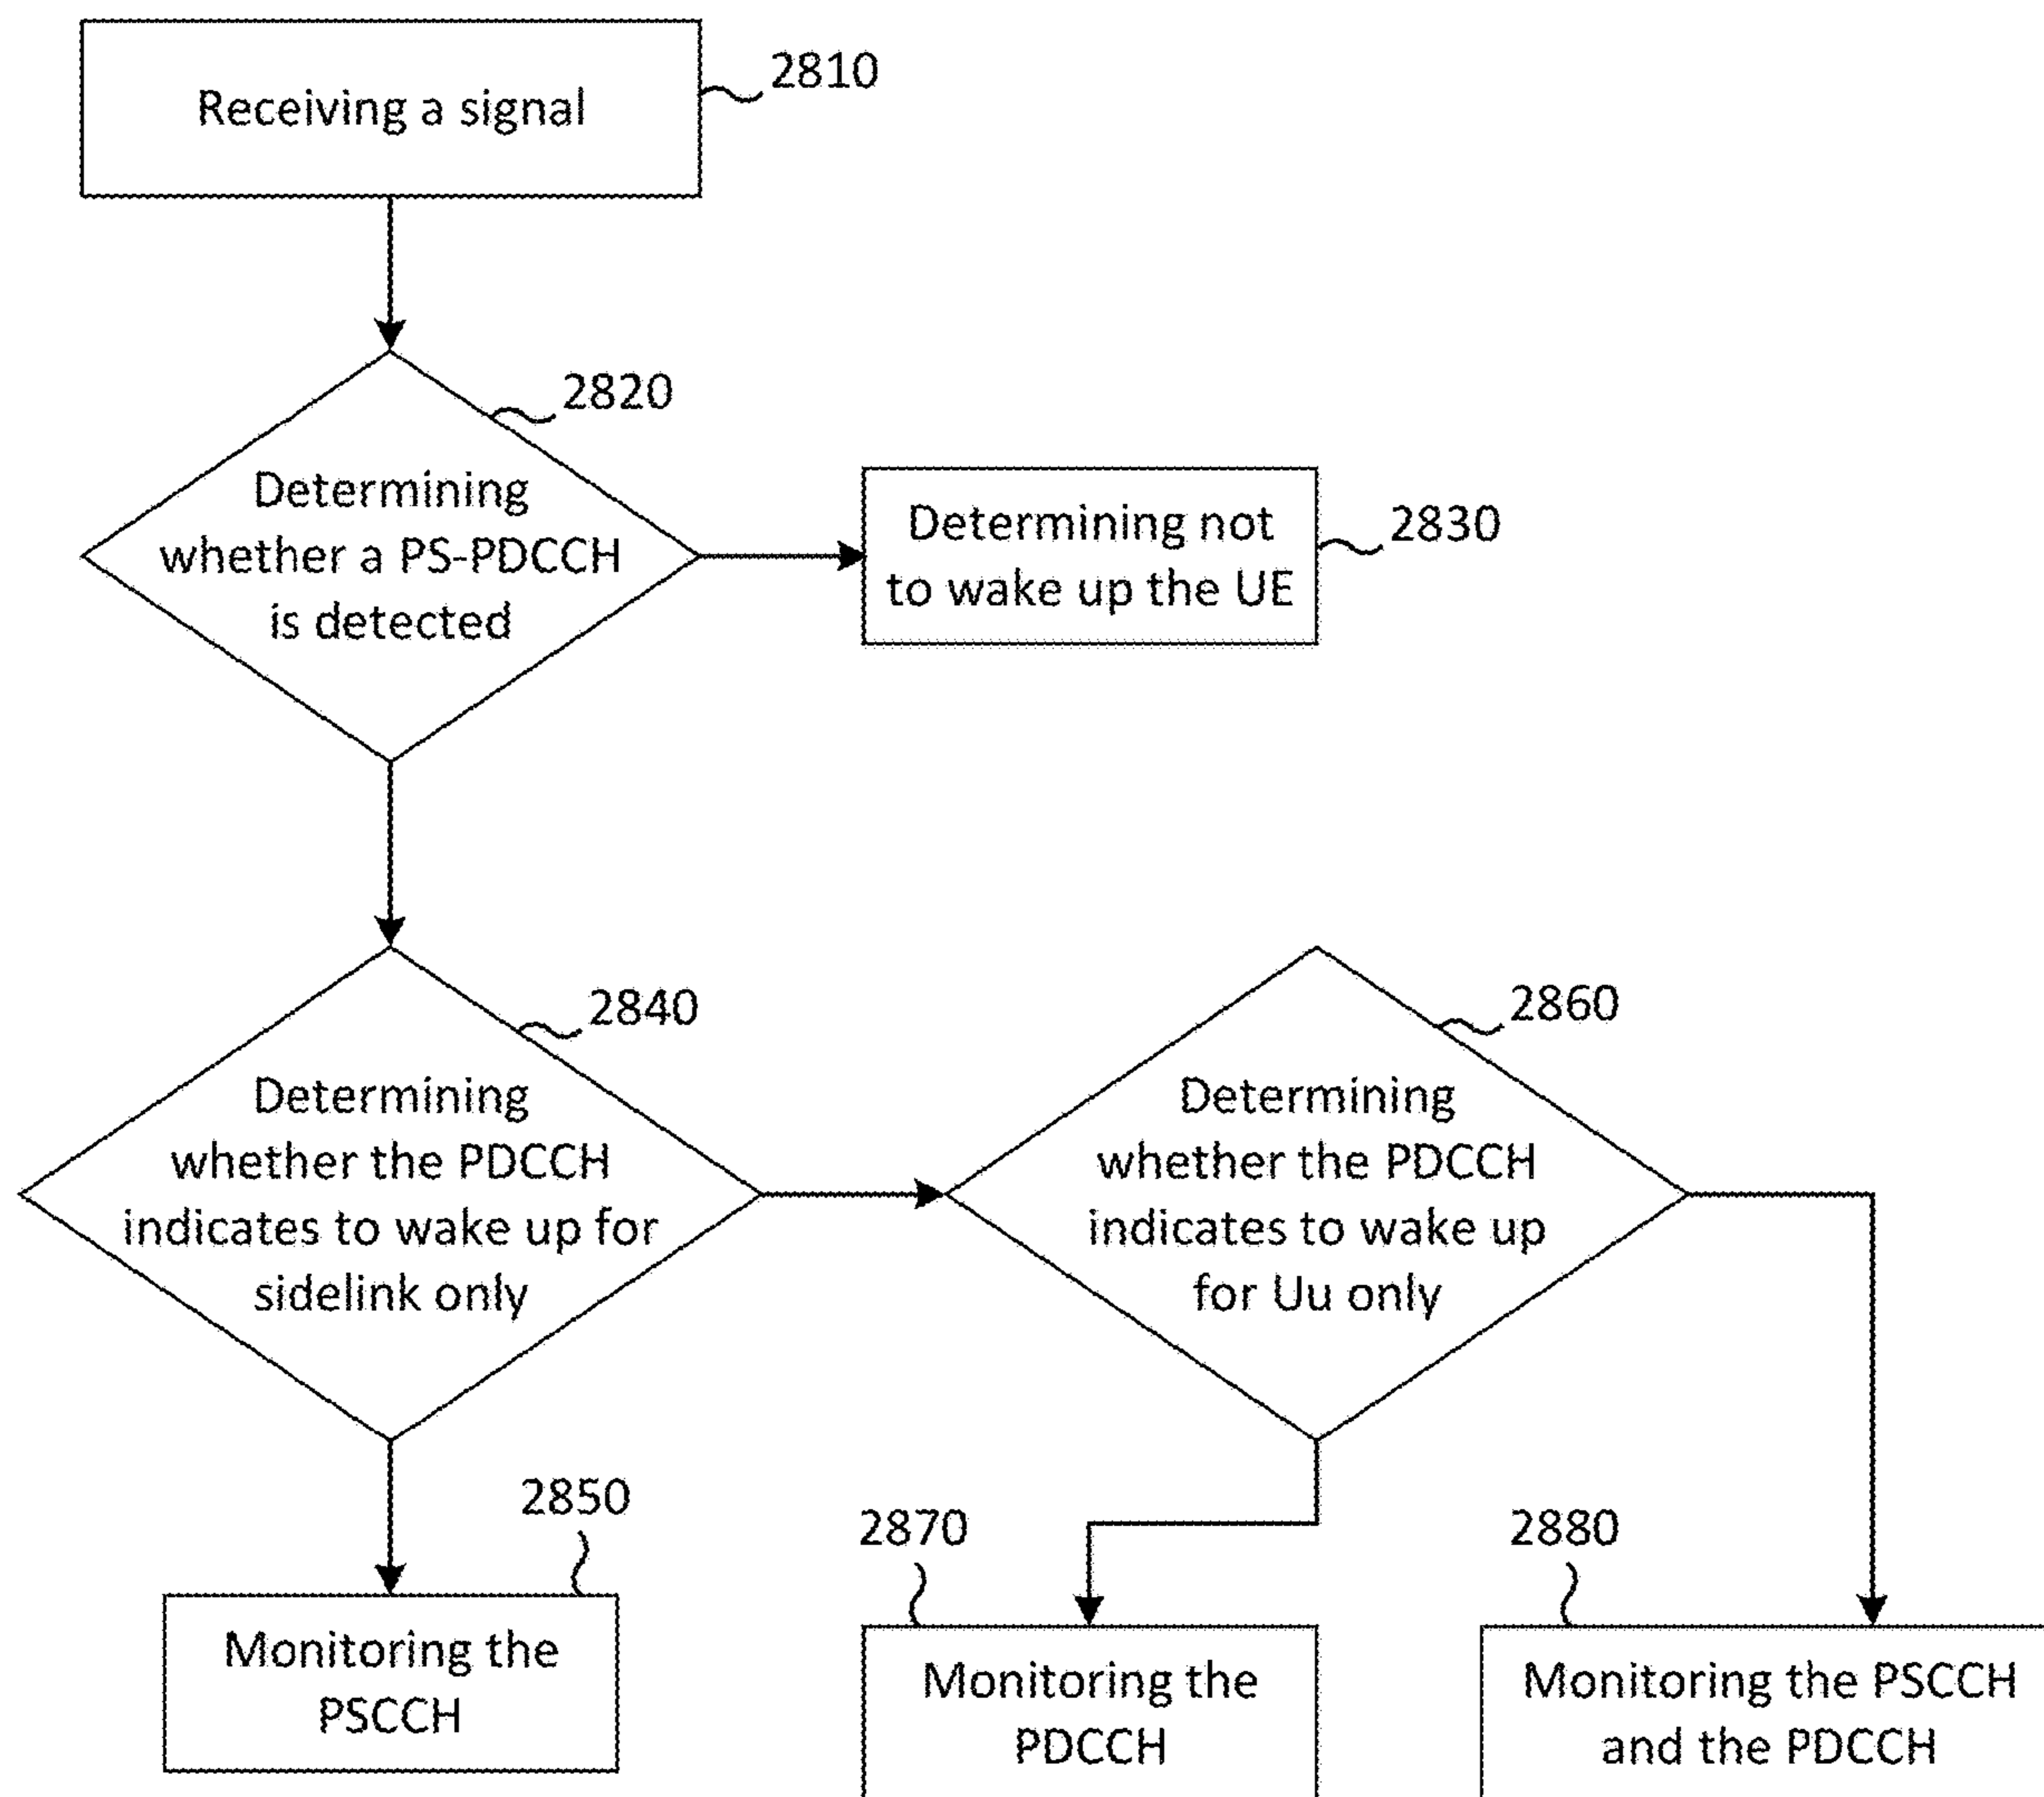 Receiving a signal
2810
2820
Determining
whether a PS-PDCCH
is detected
Determining not
to wake up the UE
2830
2840
Determining
whether the PDCCH
indicates to wake up for
sidelink only
2860
Determining
whether the PDCCH
indicates to wake up
for Uu only
2850
Monitoring the
PSCCH
2870
Monitoring the
PDCCH
2880
Monitoring the PSCCH
and the PDCCH